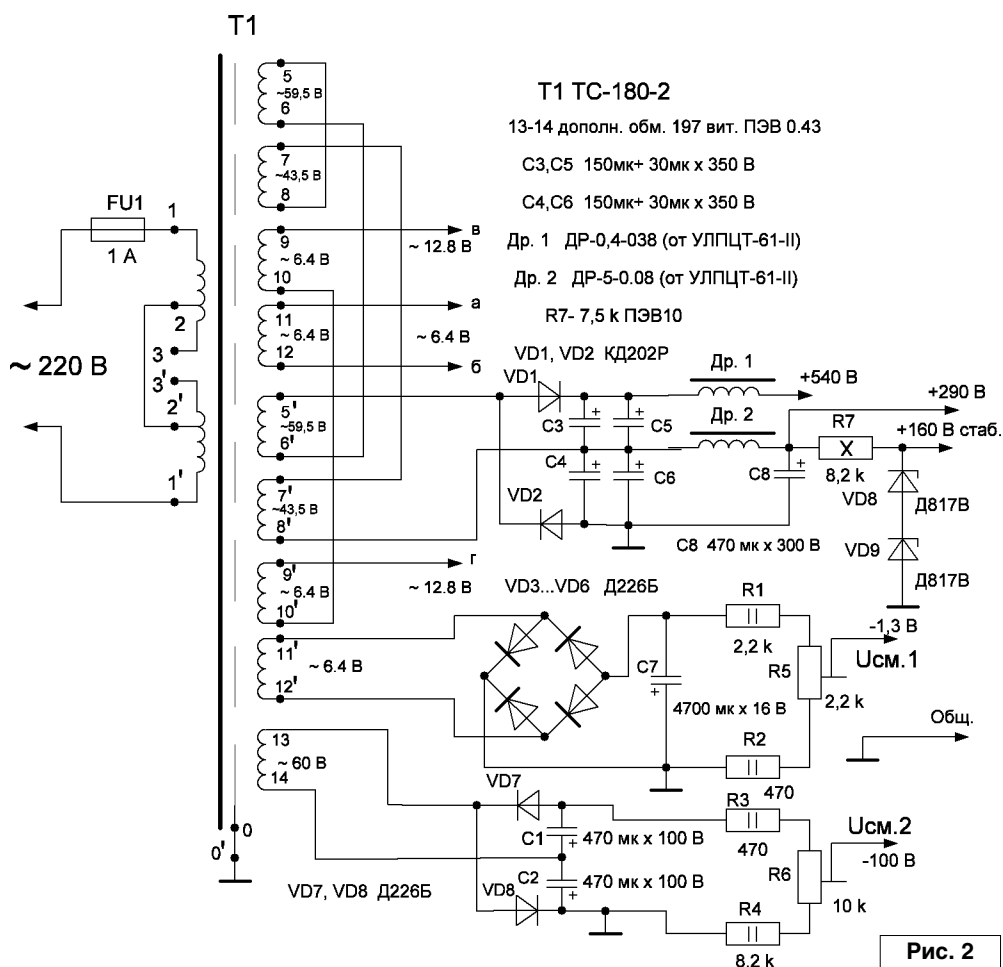 T1
5
~59,5 В
6
7
~43,5 В
8
9
~ 6.4 В
10
11
~ 6.4 В
12
5'
~59,5 В
6'
7'
~43,5 В
8'
9'
~ 6.4 В
10'
11'
~ 6.4 В
12'
13
~ 60 В
14
0
0'
FU1
1 А
1
2
3
3'
2'
1'
~ 220 В
T1 ТС-180-2
13-14 дополн. обм. 197 вит. ПЭВ 0.43
С3,С5 150мк+ 30мк х 350 В
С4,С6 150мк+ 30мк х 350 В
Др. 1 ДР-0,4-038 (от УЛПЦТ-61-II)
Др. 2 ДР-5-0.08 (от УЛПЦТ-61-II)
R7- 7,5 k ПЭВ10
VD1, VD2 КД202Р
в
~ 12.8 В
а
~ 6.4 В
б
г
~ 12.8 В
VD1
VD2
C3
C4
C5
C6
Др. 1
Др. 2
+540 В
+290 В
+160 В стаб.
R7
X
8,2 k
C8
C8 470 мк х 300 В
VD8
Д817В
VD9
Д817В
VD3...VD6 Д226Б
C7
4700 мк х 16 В
R1
2,2 k
R5
2,2 k
R2
470
-1,3 В
Uсм.1
Общ.
VD7
C1
470 мк х 100 В
C2
470 мк х 100 В
VD8
VD7, VD8 Д226Б
R3
470
R6
10 k
R4
8,2 k
Uсм.2
-100 В
Рис. 2